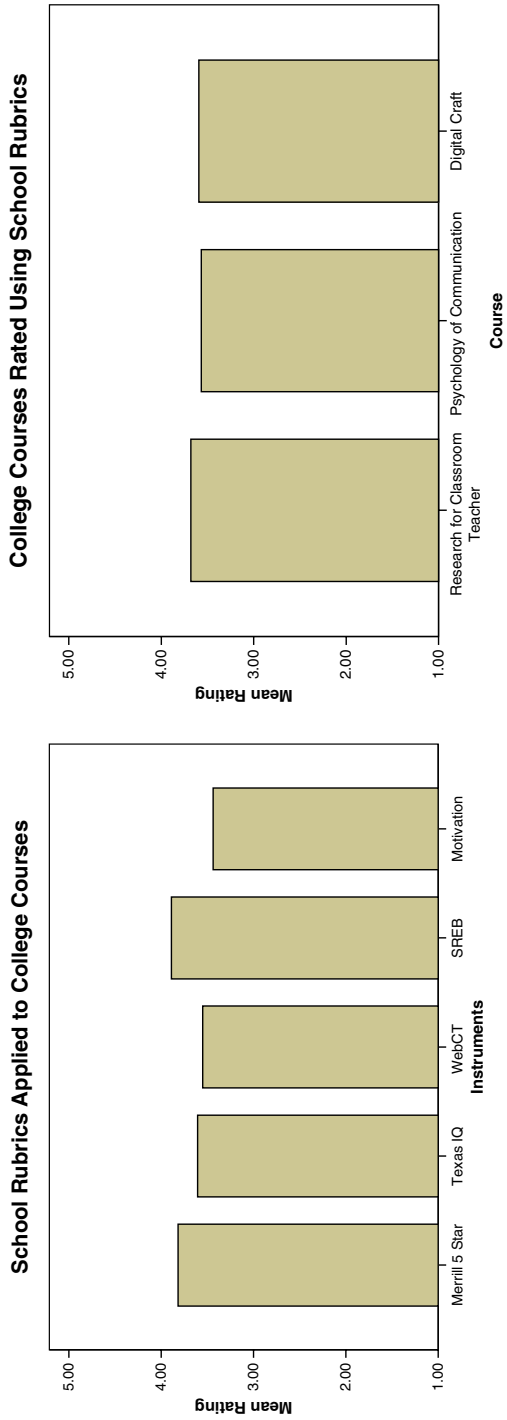 School Rubrics Applied to College Courses
5.00
4.00
3.00
2.00
1.00
Mean Rating
Merrill 5 Star
Texas IQ
WebCT
SREB
Motivation
Instruments
College Courses Rated Using School Rubrics
5.00
4.00
3.00
2.00
1.00
Mean Rating
Research for Classroom
Teacher
Psychology of Communication
Digital Craft
Course